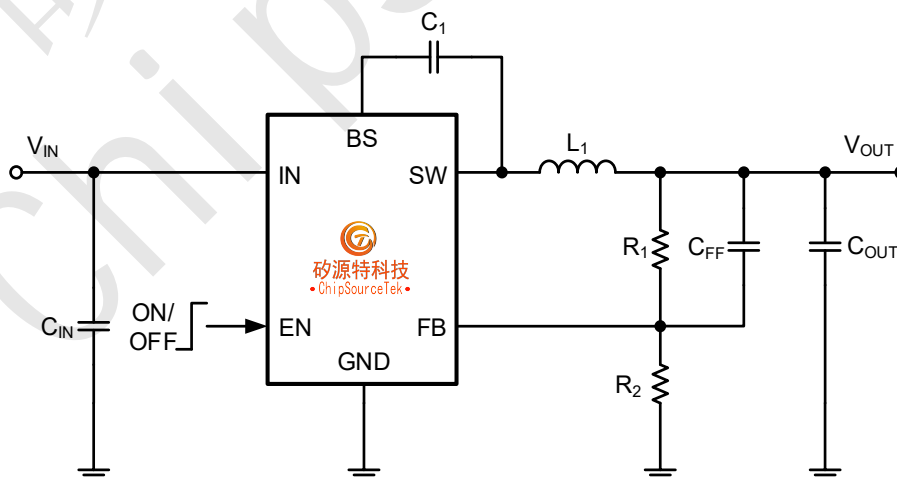 C1
BS
VIN
L1
VOUT
IN
SW
矽源特科技
•ChipSourceTek•
R1
CFF
COUT
CIN
ON/
OFF
EN
FB
GND
R2
Chips